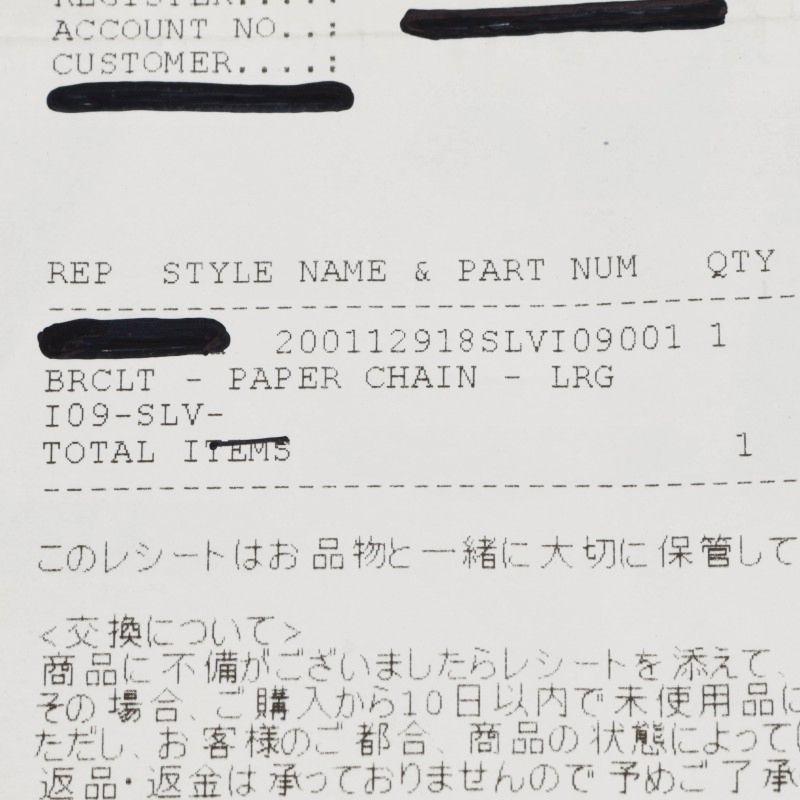 REGISTER.....:
ACCOUNT NO..:
CUSTOMER.....:
REP STYLE NAME & PART NUM QTY
200112918SLVI09001 1
BRCLT - PAPER CHAIN - LRG
I09-SLV-
TOTAL ITEMS 1
このレシートはお品物と一緒に大切に保管して
<交換について>
商品に不備がございましたらレシートを添えて、
その場合、ご購入から10日以内で未使用品に
ただし、お客様のご都合、商品の状態によっては
返品・返金は承っておりませんので予めご了承